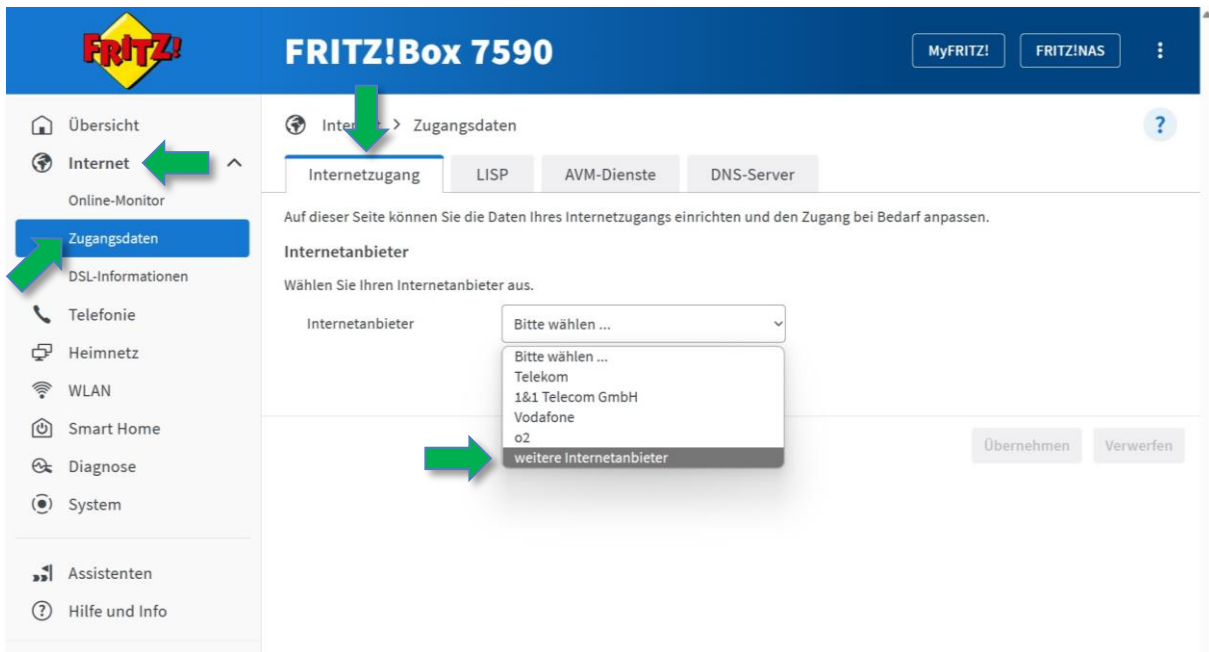 FRITZ!
FRITZ!Box 7590
MyFRITZ!
FRITZ!NAS
Übersicht
Internet
Online-Monitor
Zugangsdaten
DSL-Informationen
Telefonie
Heimnetz
WLAN
Smart Home
Diagnose
System
Assistenten
Hilfe und Info
Internet > Zugangsdaten
?
Internetzugang
LISP
AVM-Dienste
DNS-Server
Auf dieser Seite können Sie die Daten Ihres Internetzugangs einrichten und den Zugang bei Bedarf anpassen.
Internetanbieter
Wählen Sie Ihren Internetanbieter aus.
Internetanbieter
Bitte wählen ...
Bitte wählen ...
Telekom
1&1 Telecom GmbH
Vodafone
o2
weitere Internetanbieter
Übernehmen
Verwerfen